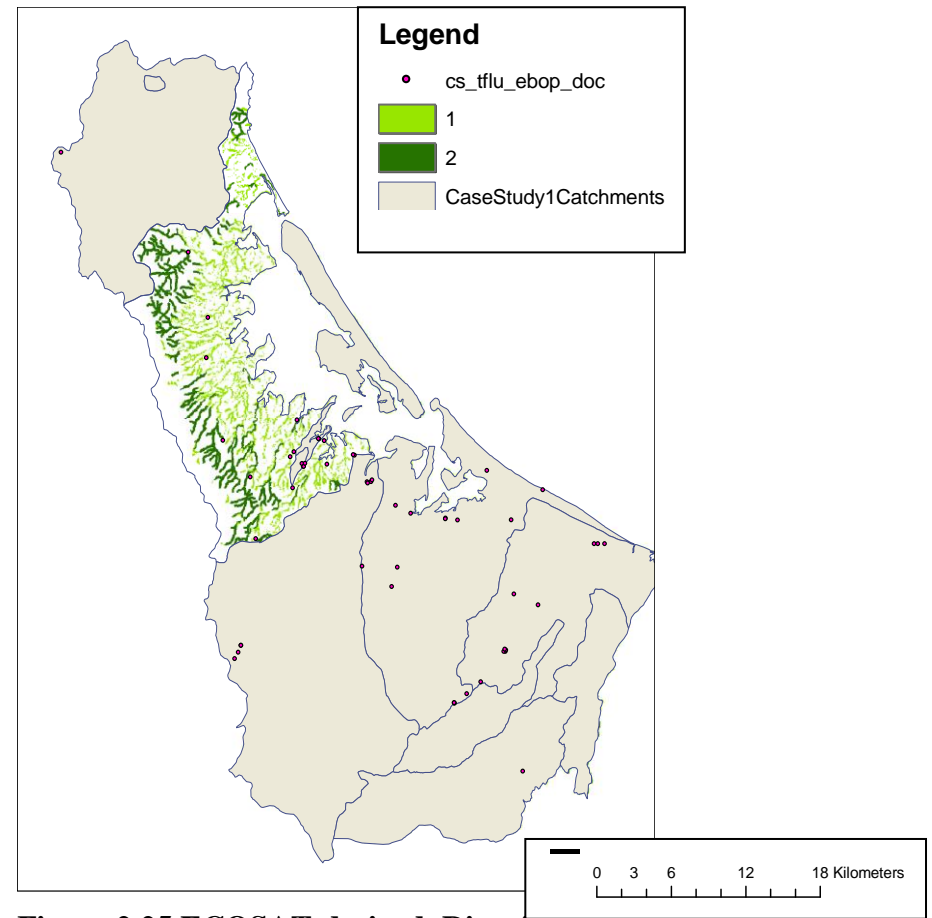 Legend
cs_tflu_ebop_doc
1
2
CaseStudy1Catchments
0 3 6 12 18 Kilometers